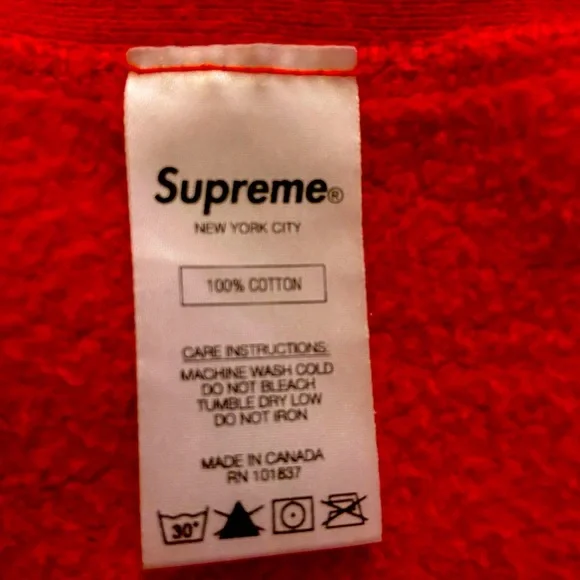 Supreme®
NEW YORK CITY
100% COTTON
CARE INSTRUCTIONS:
MACHINE WASH COLD
DO NOT BLEACH
TUMBLE DRY LOW
DO NOT IRON
MADE IN CANADA
RN 101837
30°